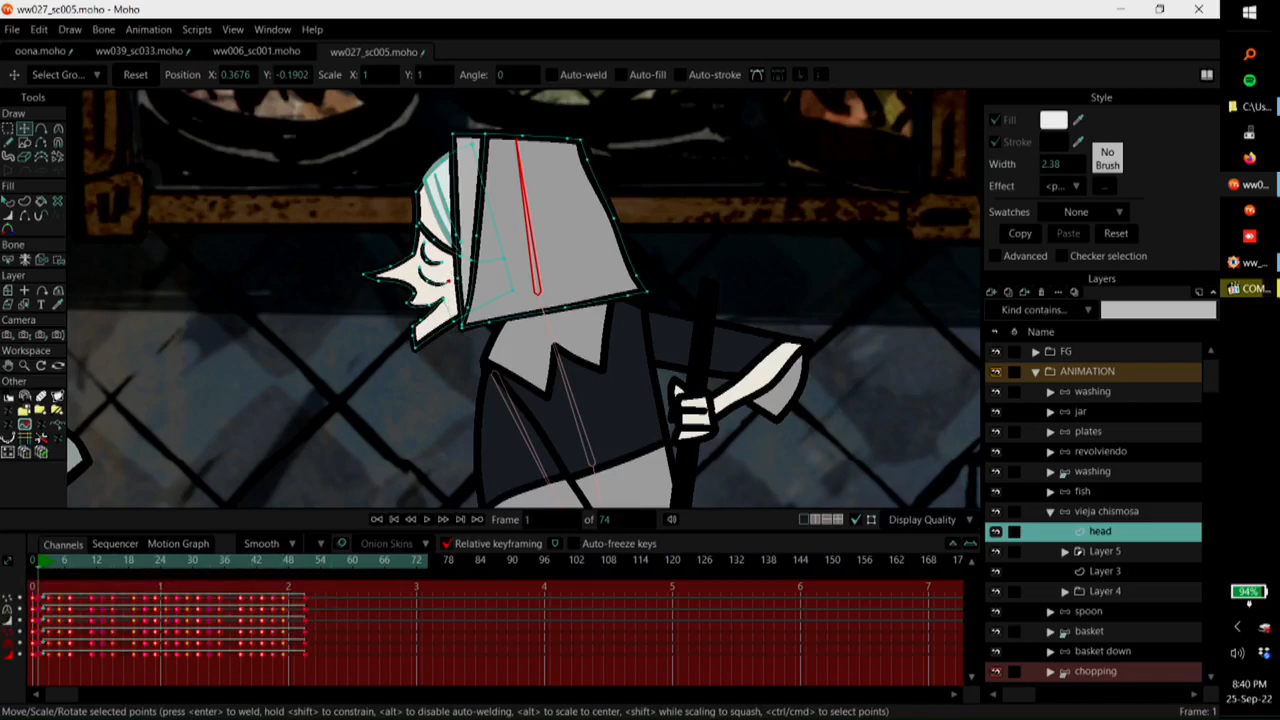 ww027_sc005.moho - Moho
File Edit Draw Bone Animation Scripts View Window Help
oona.moho ww039_sc033.moho ww006_sc001.moho ww027_sc005.moho
Select Gro... Reset Position X: 0.3676 Y: -0.1902 Scale X: 1 Y: 1 Angle: 0 Auto-weld Auto-fill Auto-stroke
Tools
Draw
Fill
Bone
Layer
Camera
Workspace
Other
Style
Fill
Stroke
No Brush
Width 2.38
Effect <p... ...
Swatches None
Copy Paste Reset
Advanced Checker selection
Layers
Kind contains...
Name
FG
ANIMATION
washing
jar
plates
revolviendo
washing
fish
vieja chismosa
head
Layer 5
Layer 3
Layer 4
spoon
basket
basket down
chopping
Frame 1 of 74 Display Quality
Channels Sequencer Motion Graph Smooth Onion Skins Relative keyframing Auto-freeze keys
0 6 12 18 24 30 36 42 48 54 60 66 72 78 84 90 96 102 108 114 120 126 132 138 144 150 156 162 168 17
0 1 2 3 4 5 6 7
Move/Scale/Rotate selected points (press <enter> to weld, hold <shift> to constrain, <alt> to disable auto-welding, <alt> to scale to center, <shift> while scaling to squash, <ctrl/cmd> to select points)
Frame: 1
C:\Us...
ww0...
ww_...
COM...
94%
8:40 PM
25-Sep-22